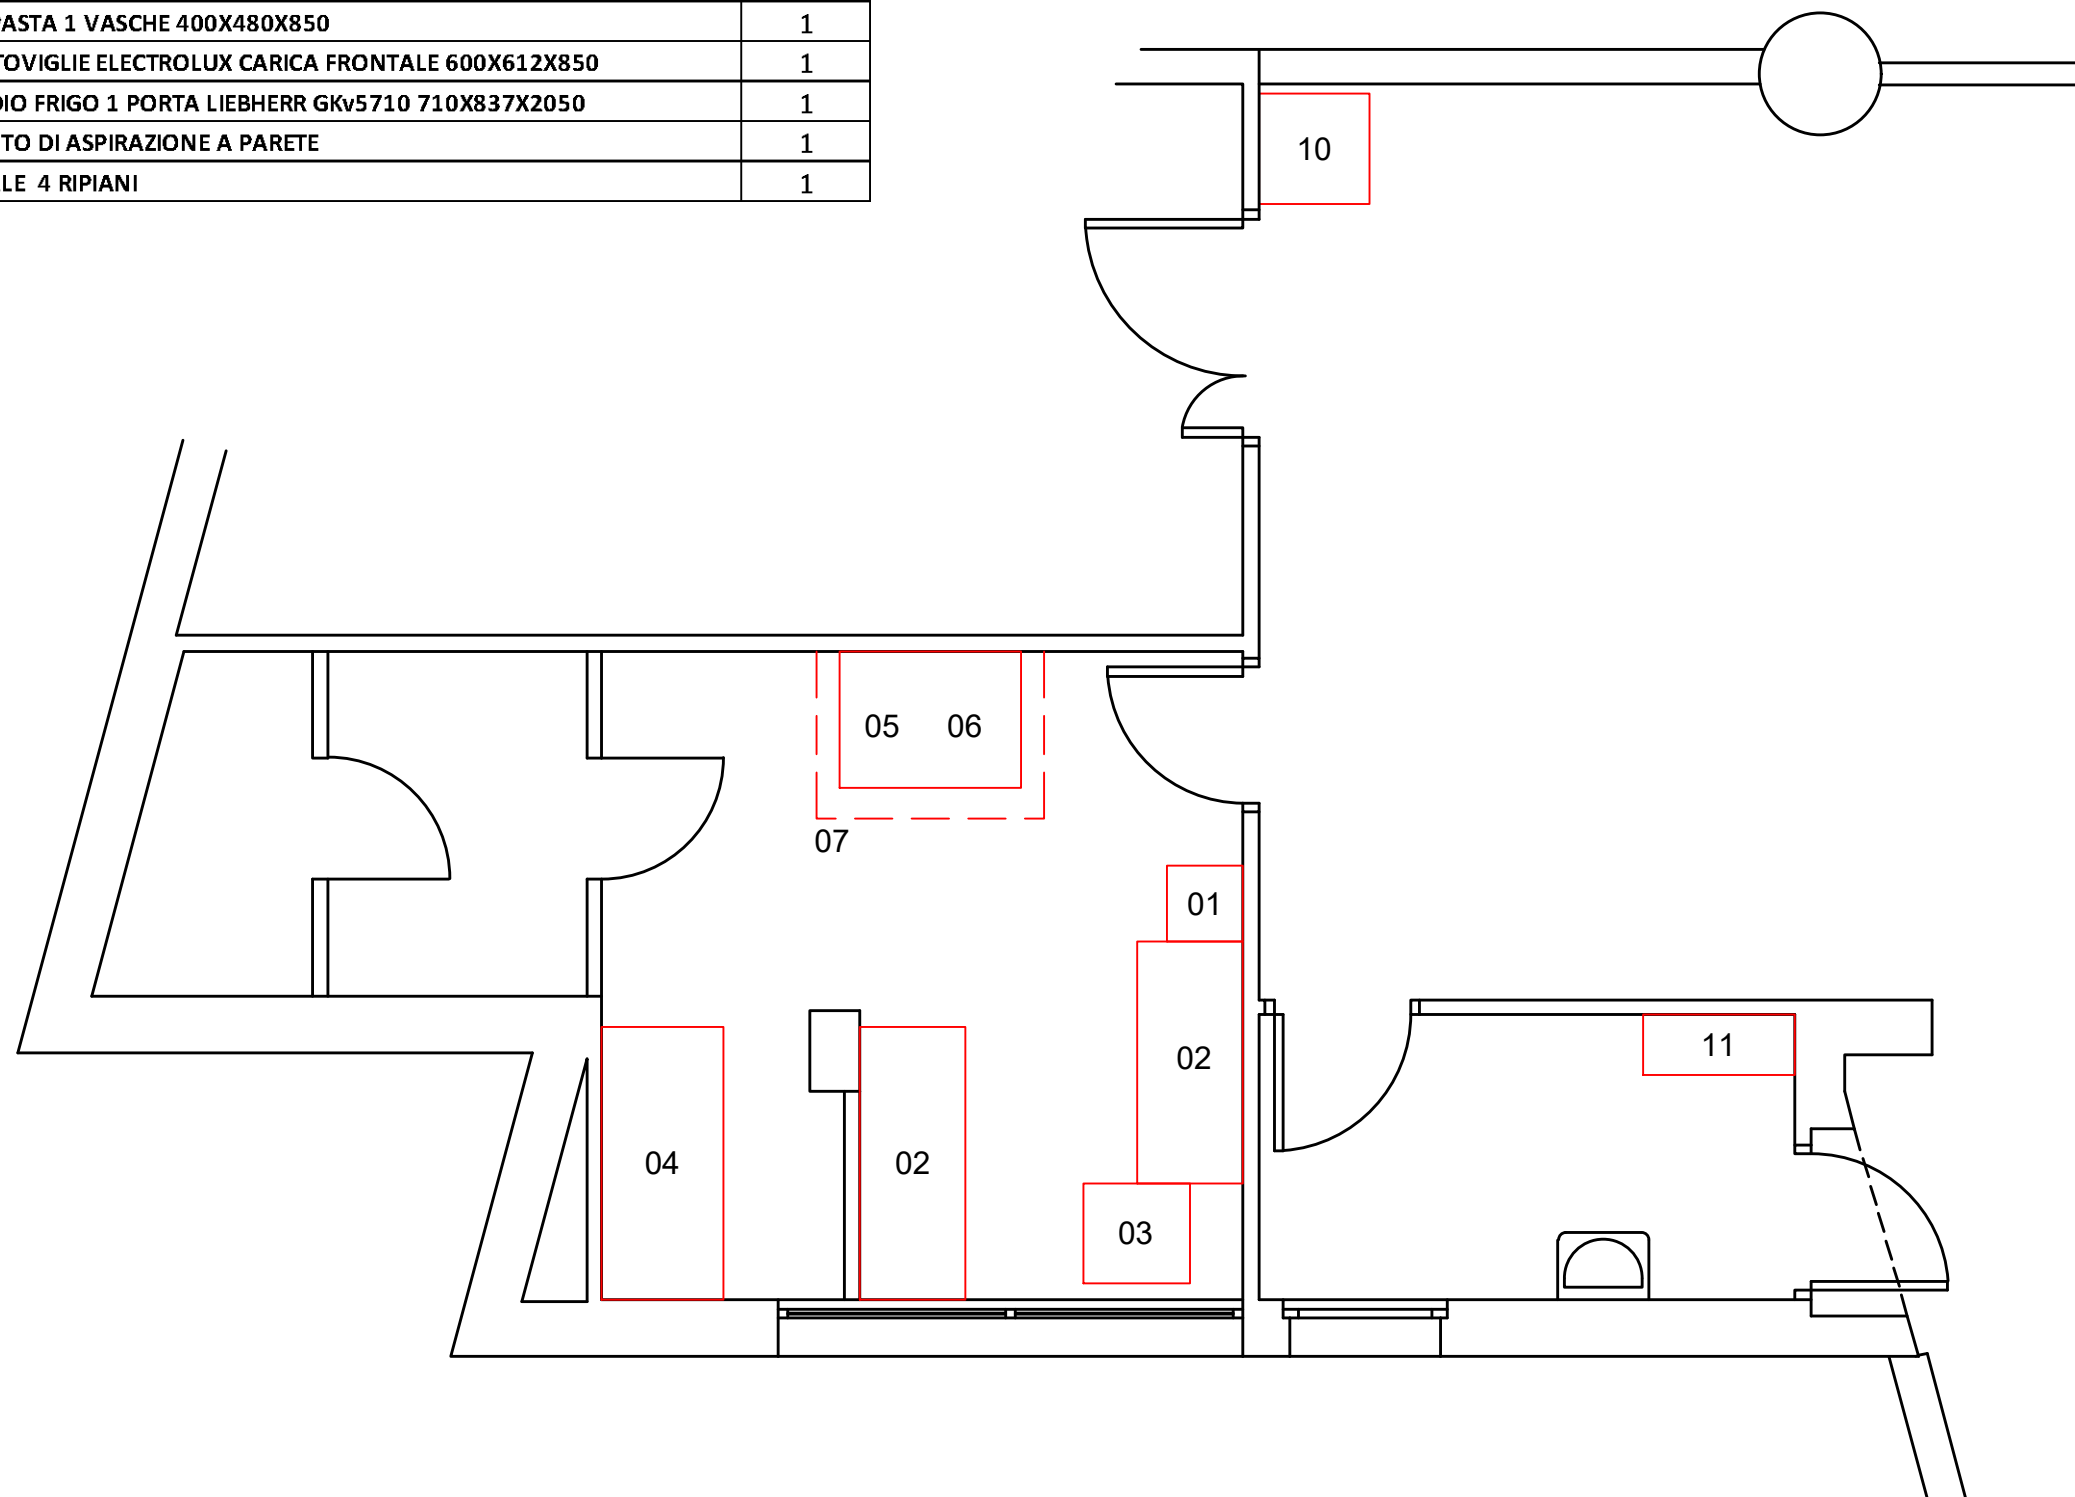 ASTA 1 VASCHE 400X480X850 1
TOVIGLIE ELECTROLUX CARICA FRONTALE 600X612X850 1
DIO FRIGO 1 PORTA LIEBHERR GKv5710 710X837X2050 1
TO DI ASPIRAZIONE A PARETE 1
LE 4 RIPIANI 1
10
05 06
07
01
02
11
04
02
03